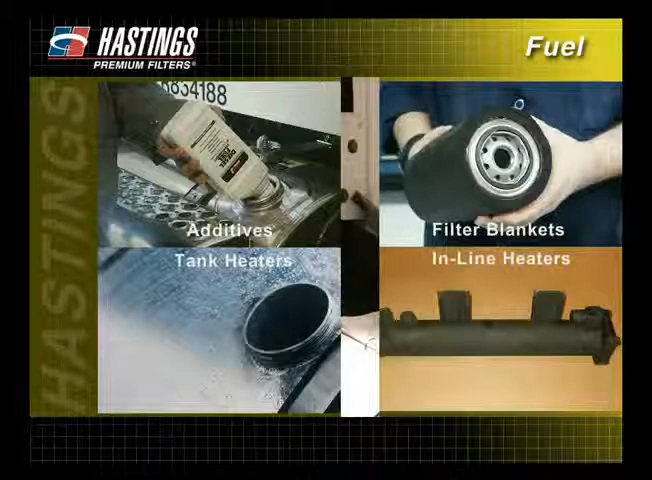 HASTINGS
PREMIUM FILTERS®
Fuel
HASTINGS
Additives
Filter Blankets
Tank Heaters
In-Line Heaters